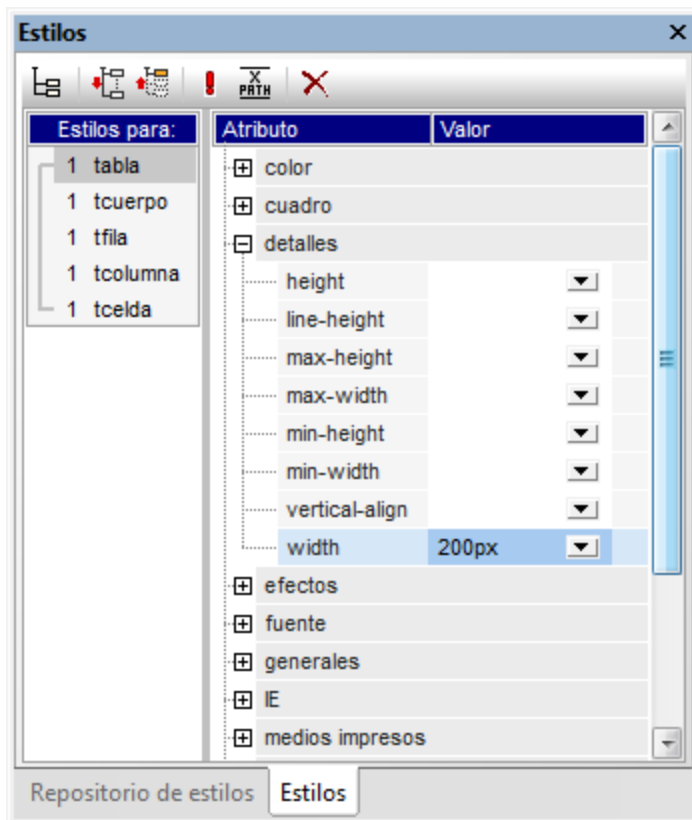 Estilos
X PATH
Estilos para:
Atributo Valor
1 tabla
1 tcuerpo
1 tfila
1 tcolumna
1 tcelda
color
cuadro
detalles
height
line-height
max-height
max-width
min-height
min-width
vertical-align
width 200px
efectos
fuente
generales
IE
medios impresos
Repositorio de estilos Estilos